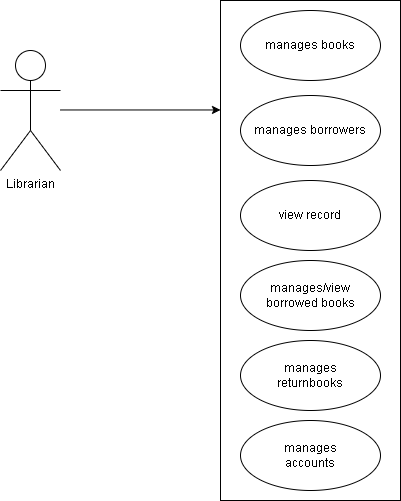 manages books
manages borrowers
Librarian
view record
manages/view
borrowed books
manages
returnbooks
manages
accounts